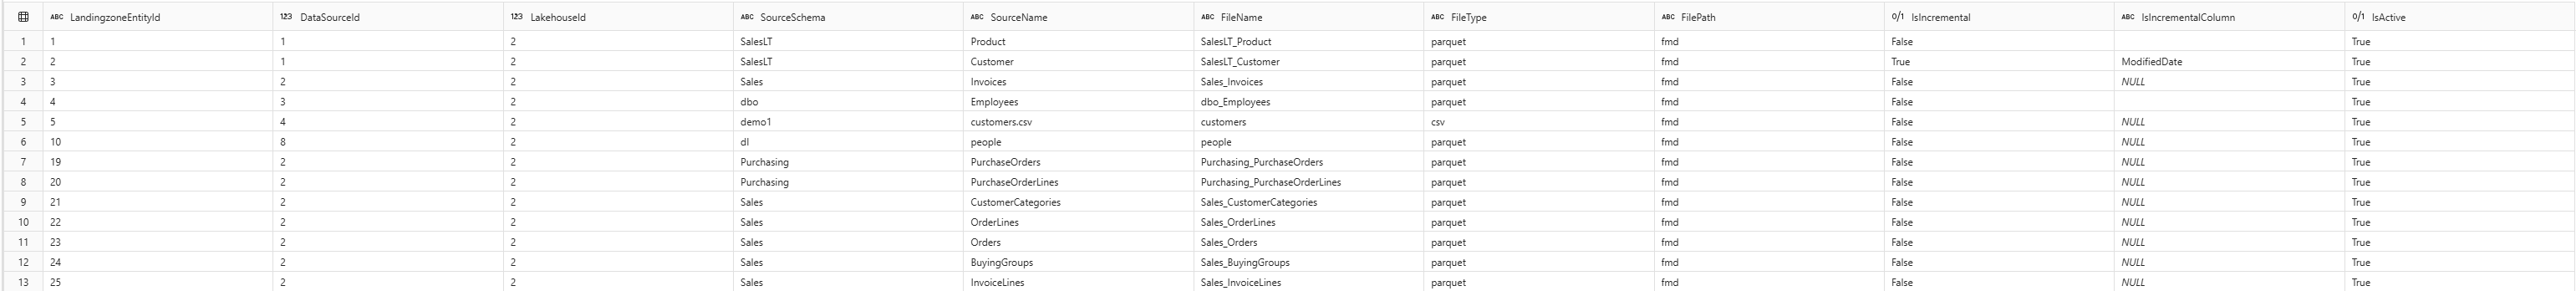 ABC LandingzoneEntityId 123 DataSourceId 123 LakehouseId ABC SourceSchema ABC SourceName ABC FileName ABC FileType ABC FilePath 0/1 IsIncremental ABC IsIncrementalColumn 0/1 IsActive
1 1 1 2 SalesLT Product SalesLT_Product parquet fmd False True
2 2 1 2 SalesLT Customer SalesLT_Customer parquet fmd True ModifiedDate True
3 3 2 2 Sales Invoices Sales_Invoices parquet fmd False NULL True
4 4 3 2 dbo Employees dbo_Employees parquet fmd False True
5 5 4 2 demo1 customers.csv customers csv fmd False NULL True
6 10 8 2 dl people people parquet fmd False NULL True
7 19 2 2 Purchasing PurchaseOrders Purchasing_PurchaseOrders parquet fmd False NULL True
8 20 2 2 Purchasing PurchaseOrderLines Purchasing_PurchaseOrderLines parquet fmd False NULL True
9 21 2 2 Sales CustomerCategories Sales_CustomerCategories parquet fmd False NULL True
10 22 2 2 Sales OrderLines Sales_OrderLines parquet fmd False NULL True
11 23 2 2 Sales Orders Sales_Orders parquet fmd False NULL True
12 24 2 2 Sales BuyingGroups Sales_BuyingGroups parquet fmd False NULL True
13 25 2 2 Sales InvoiceLines Sales_InvoiceLines parquet fmd False NULL True